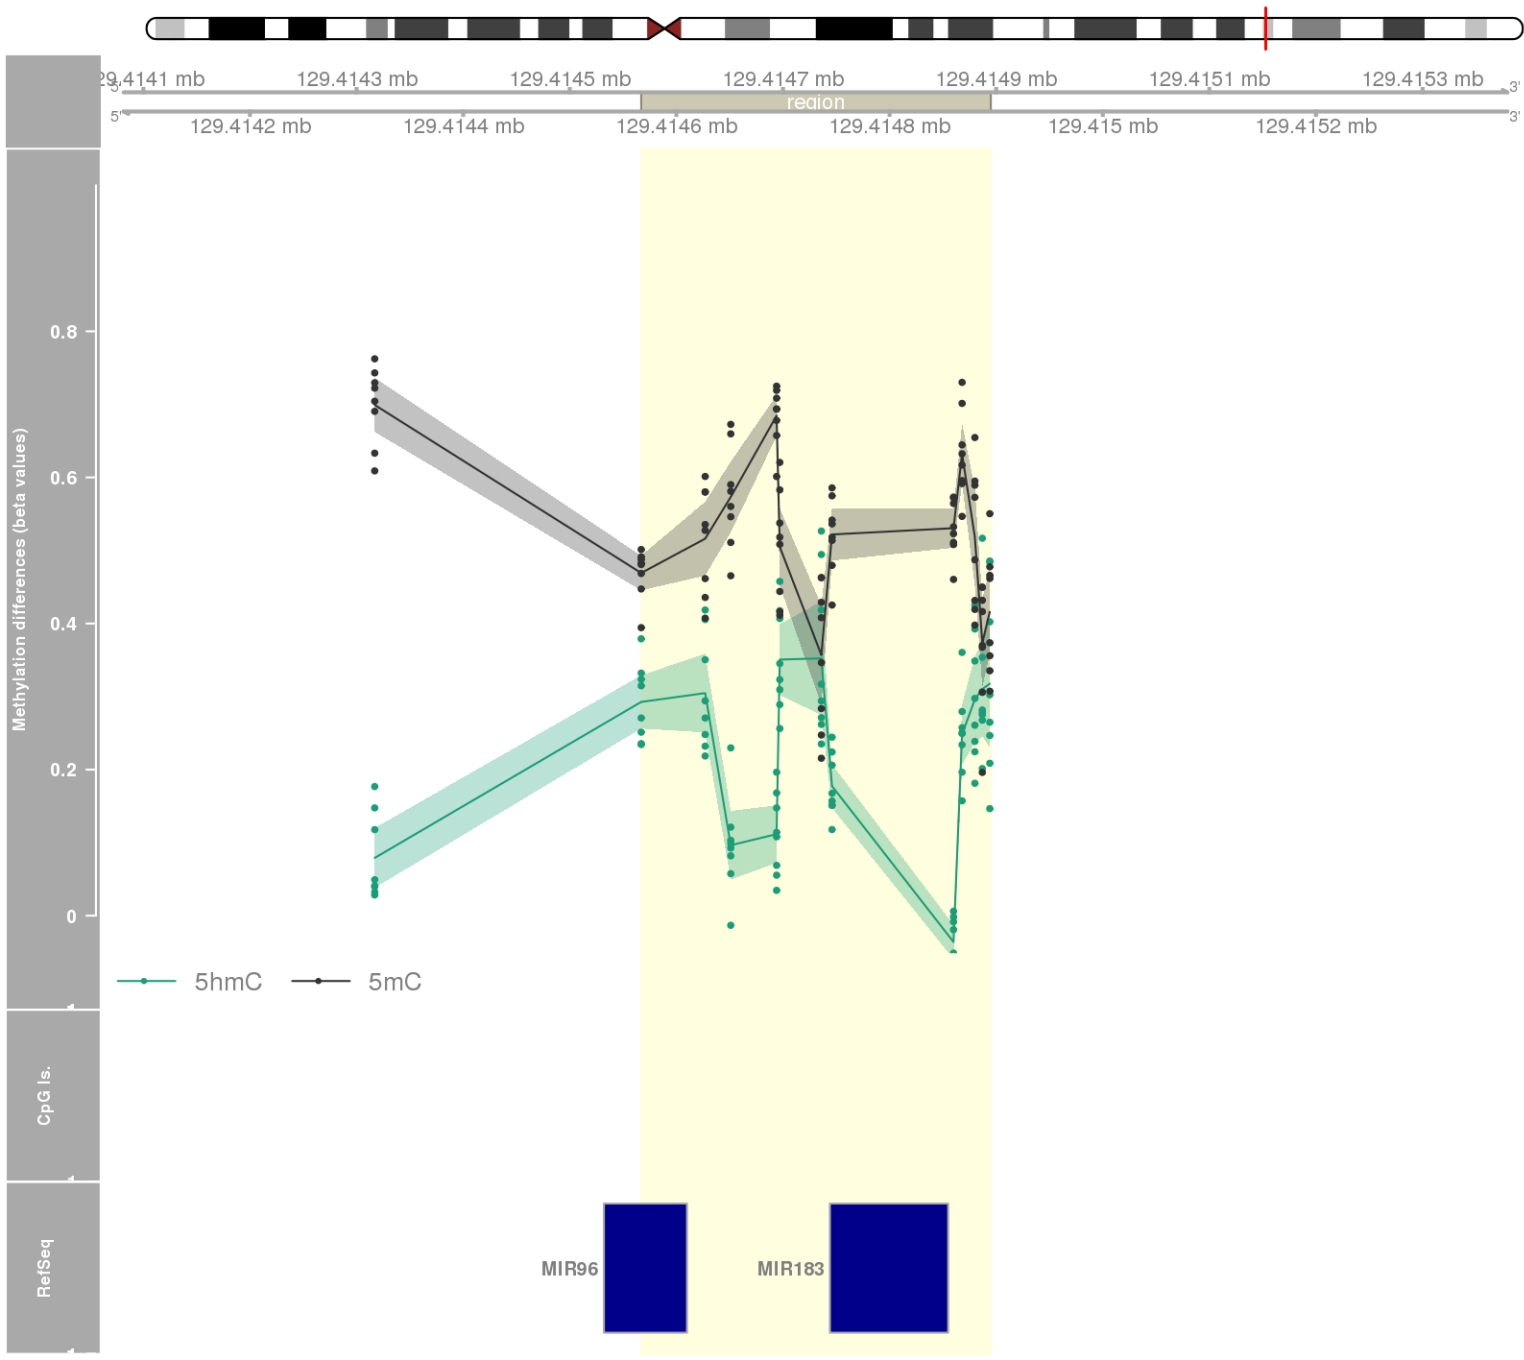 129.4143 mb 129.4145 mb 129.4147 mb 129.4149 mb 129.4151 mb 129.4153 mb
5' 3'
region
5' 3'
129.4142 mb 129.4144 mb 129.4146 mb 129.4148 mb 129.415 mb 129.4152 mb
Methylation differences (beta values)
0.8
0.6
0.4
0.2
0
5hmC 5mC
CpG Is.
RefSeq
MIR96 MIR183